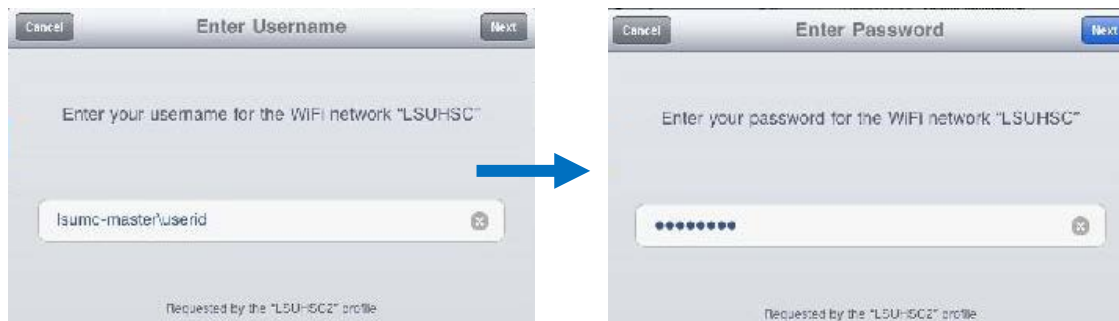 Cancel
Enter Username
Next
Enter your username for the WiFi network "LSUHSC"
lsumc-master\userid
Requested by the "LSUHSC2" profile
Cancel
Enter Password
Next
Enter your password for the WiFi network "LSUHSC"
••••••••
Requested by the "LSUHSC2" profile